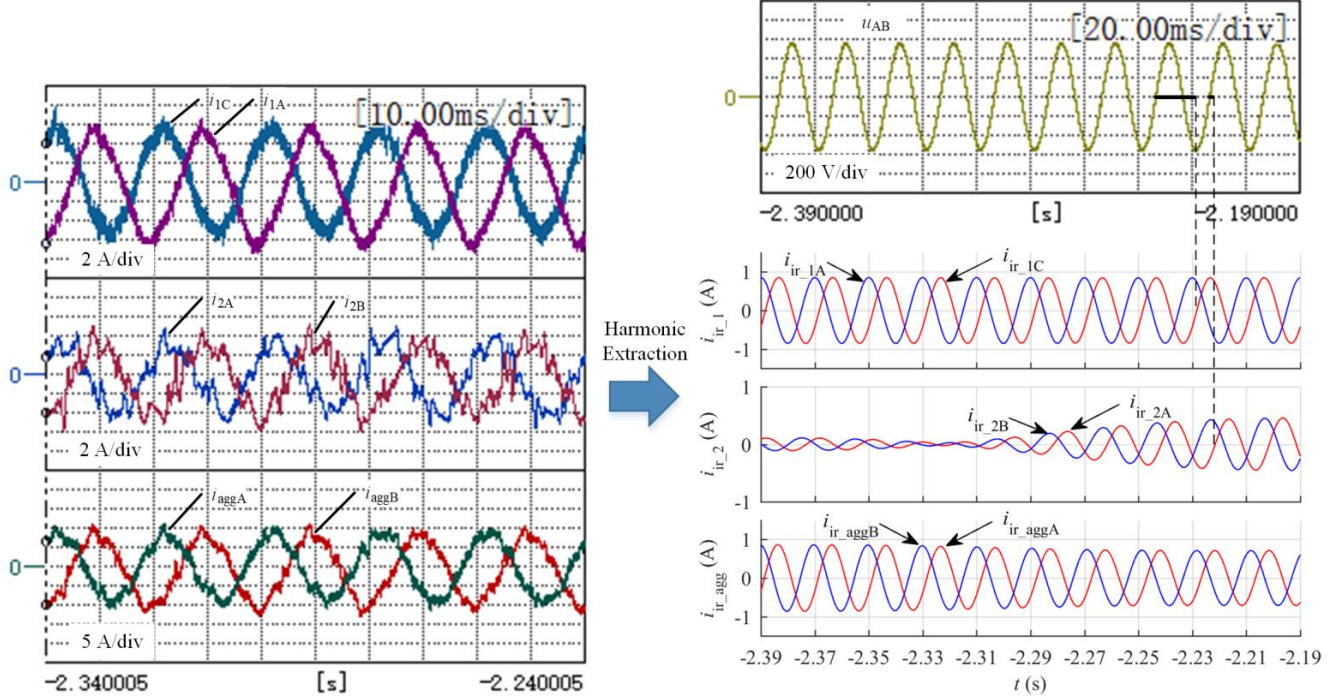 i1C i1A
[10.00ms/div]
0
2 A/div
i2A i2B
0
2 A/div
iaggA iaggB
0
5 A/div
-2.340005 [s] -2.240005
Harmonic
Extraction
uAB
[20.00ms/div]
0
200 V/div
-2.390000 [s] -2.190000
iir_1A iir_1C
iir_1 (A)
1
0
-1
iir_2B iir_2A
iir_2 (A)
1
0
-1
iir_aggB iir_aggA
iir_agg (A)
1
0
-1
-2.39 -2.37 -2.35 -2.33 -2.31 -2.29 -2.27 -2.25 -2.23 -2.21 -2.19
t (s)